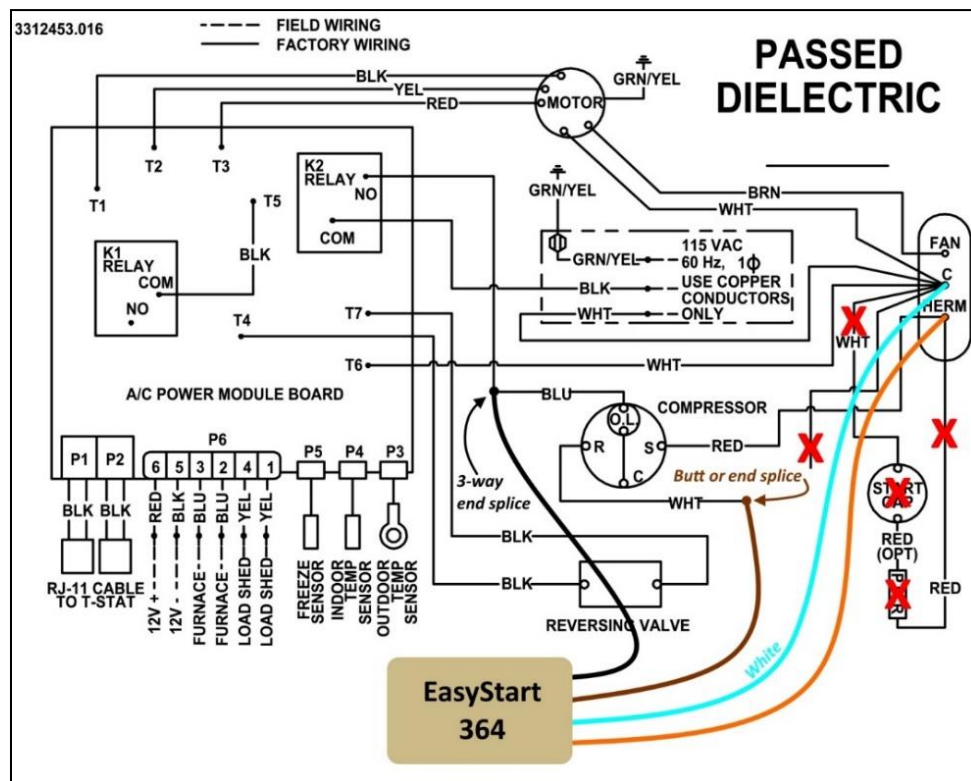 3312453.016
FIELD WIRING
FACTORY WIRING
PASSED
DIELECTRIC
BLK
YEL
RED
MOTOR
GRN/YEL
T1
T2
T3
K2
RELAY
NO
COM
T5
BLK
K1
RELAY
COM
NO
T4
T7
T6
A/C POWER MODULE BOARD
GRN/YEL
BRN
WHT
FAN
C
HERM
GRN/YEL
115 VAC
60 Hz, 1ϕ
BLK
USE COPPER
CONDUCTORS
WHT
ONLY
X
WHT
WHT
BLU
COMPRESSOR
O.L.
R
S
C
RED
X
X
3-way
end splice
Butt or end splice
WHT
X
START
CAP
RED
(OPT)
X
RED
BLK
BLK
REVERSING VALVE
P1
P2
P6
6 5 3 2 4 1
P5
P4
P3
BLK
BLK
RJ-11 CABLE
TO T-STAT
12V + RED
12V - BLK
FURNACE BLU
FURNACE BLU
LOAD SHED YEL
LOAD SHED YEL
FREEZE
SENSOR
INDOOR
TEMP
SENSOR
OUTDOOR
TEMP
SENSOR
White
EasyStart
364